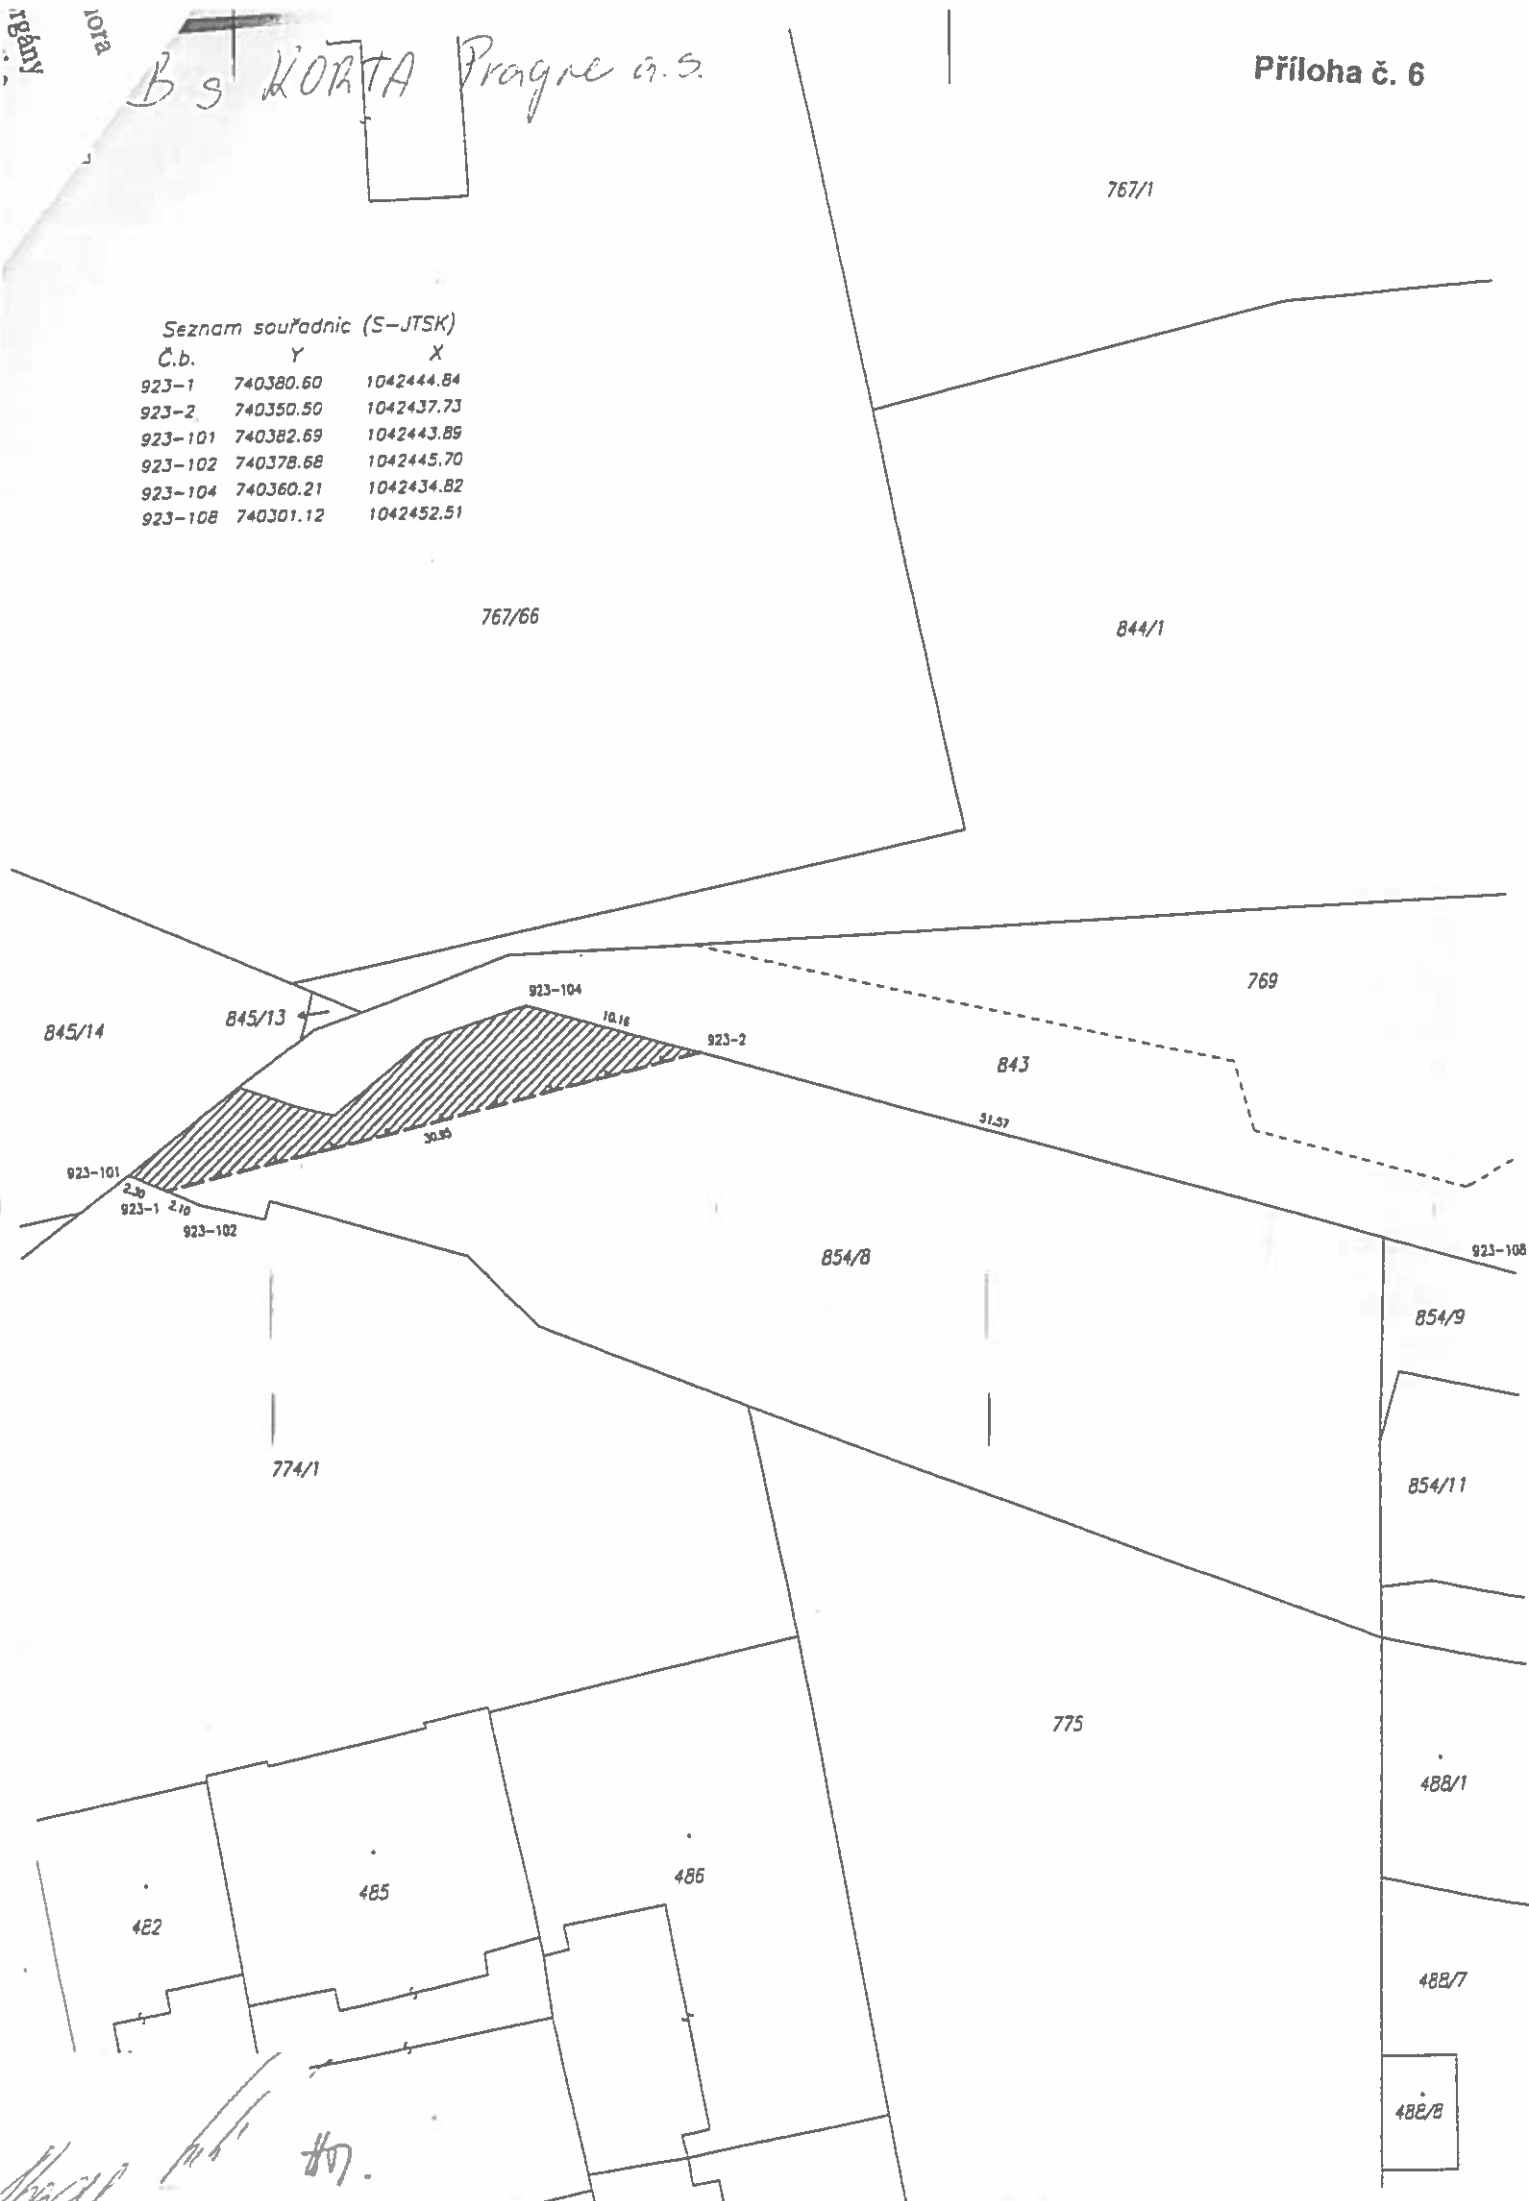 rgány
hora
B s KORTA Prague a.s.
Příloha č. 6
767/1
Seznam souřadnic (S-JTSK)
Č.b. Y X
923-1 740380.60 1042444.84
923-2 740350.50 1042437.73
923-101 740382.69 1042443.89
923-102 740378.68 1042445.70
923-104 740360.21 1042434.82
923-108 740301.12 1042452.51
767/66
844/1
769
923-104
845/13
845/14
10.16
923-2
843
51.57
30.93
923-101
2.30
923-1
2.10
923-102
854/8
923-108
854/9
774/1
854/11
775
488/1
486
485
482
488/7
488/8